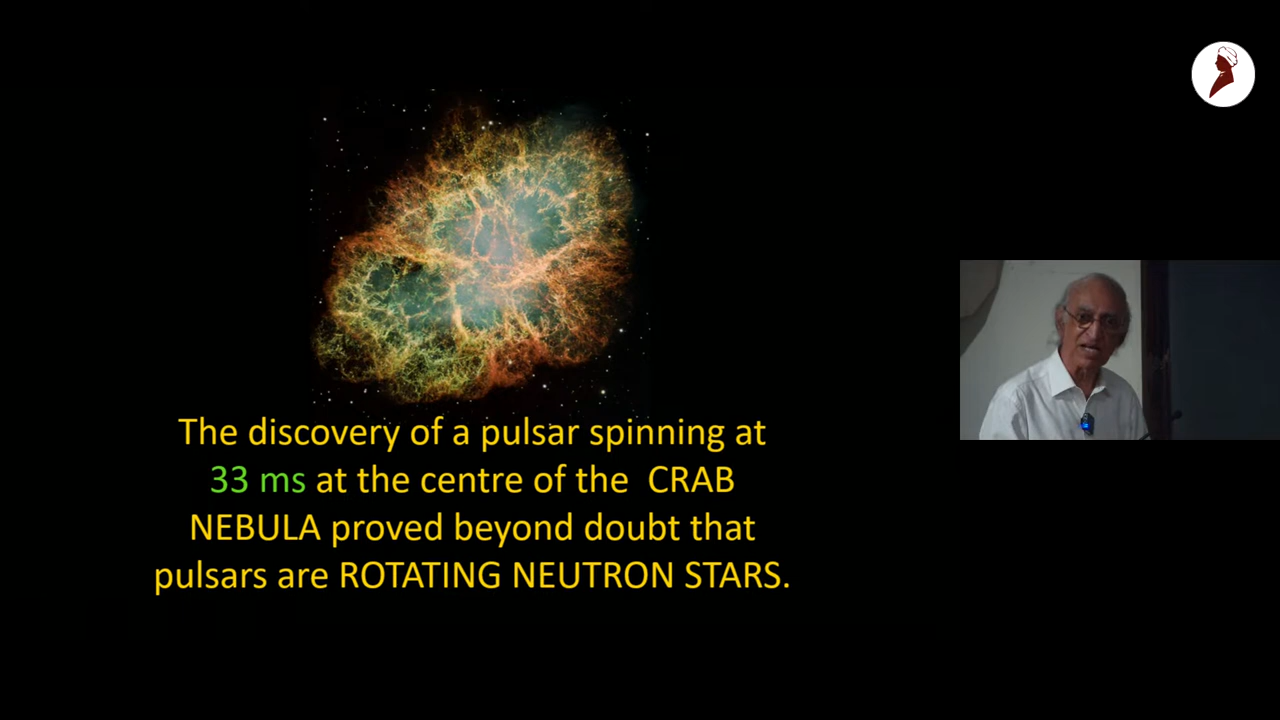 The discovery of a pulsar spinning at
33 ms at the centre of the CRAB
NEBULA proved beyond doubt that
pulsars are ROTATING NEUTRON STARS.